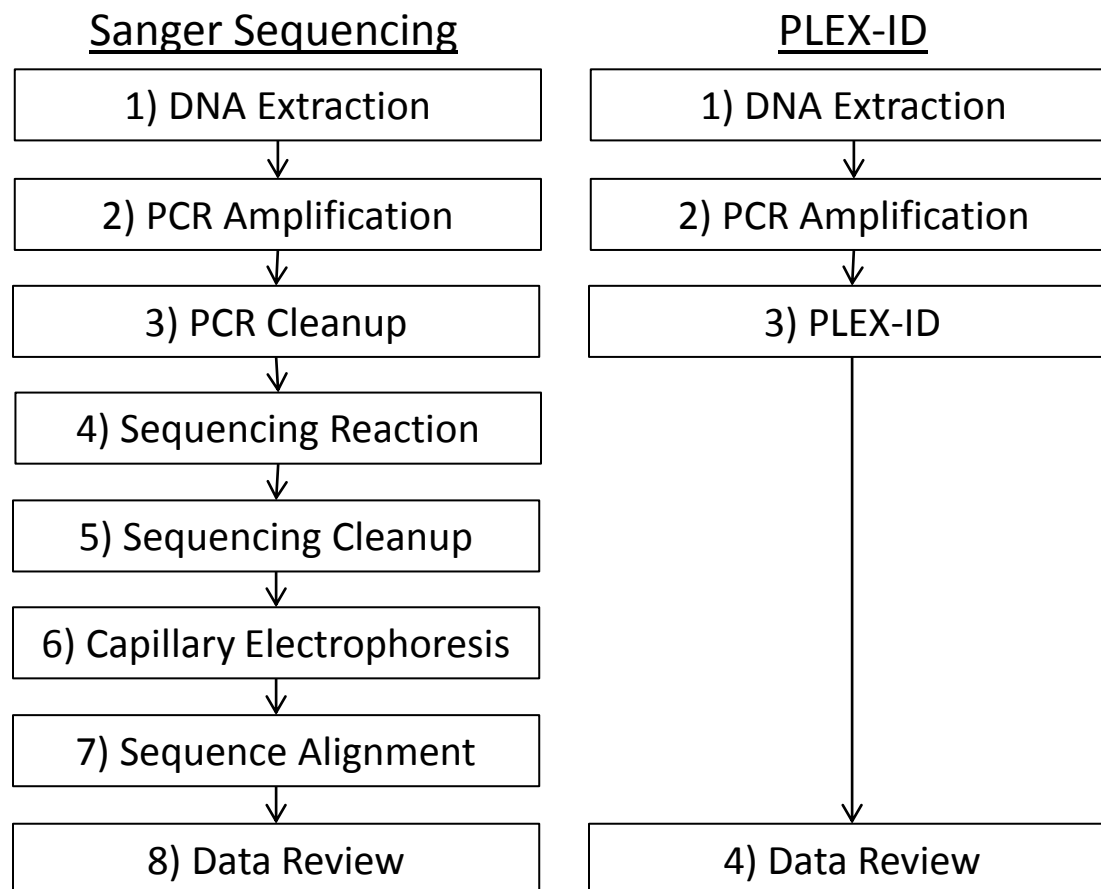 Sanger Sequencing
1) DNA Extraction
2) PCR Amplification
3) PCR Cleanup
4) Sequencing Reaction
5) Sequencing Cleanup
6) Capillary Electrophoresis
7) Sequence Alignment
8) Data Review
PLEX-ID
1) DNA Extraction
2) PCR Amplification
3) PLEX-ID
4) Data Review